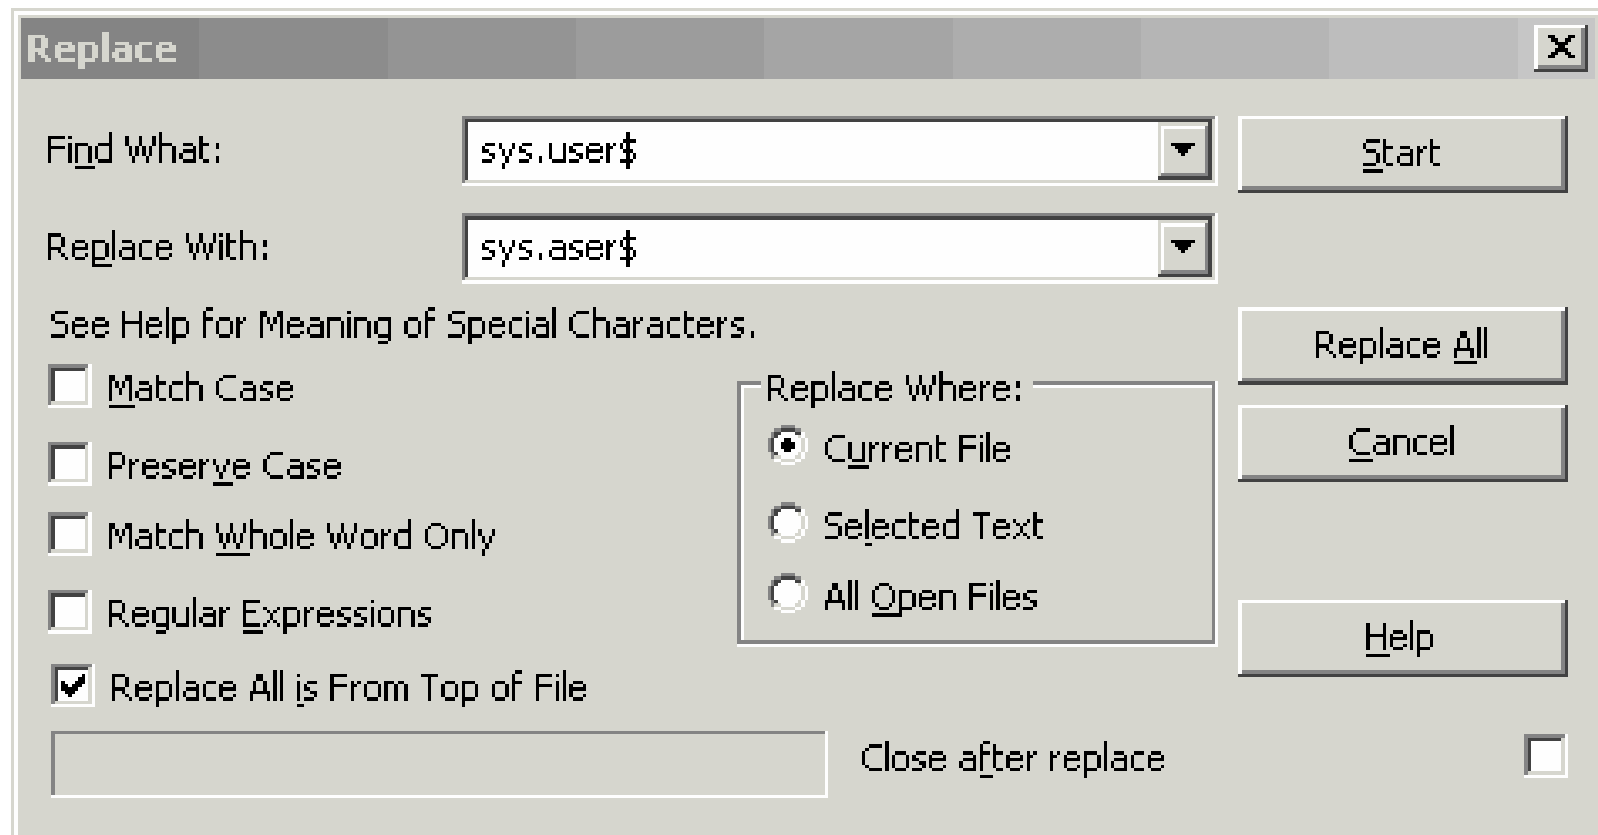 Replace
Find What: sys.user$ Start
Replace With: sys.aser$
See Help for Meaning of Special Characters.
Replace All
Match Case
Replace Where:
Current File
Cancel
Preserve Case
Selected Text
Match Whole Word Only
All Open Files
Regular Expressions
Help
Replace All is From Top of File
Close after replace